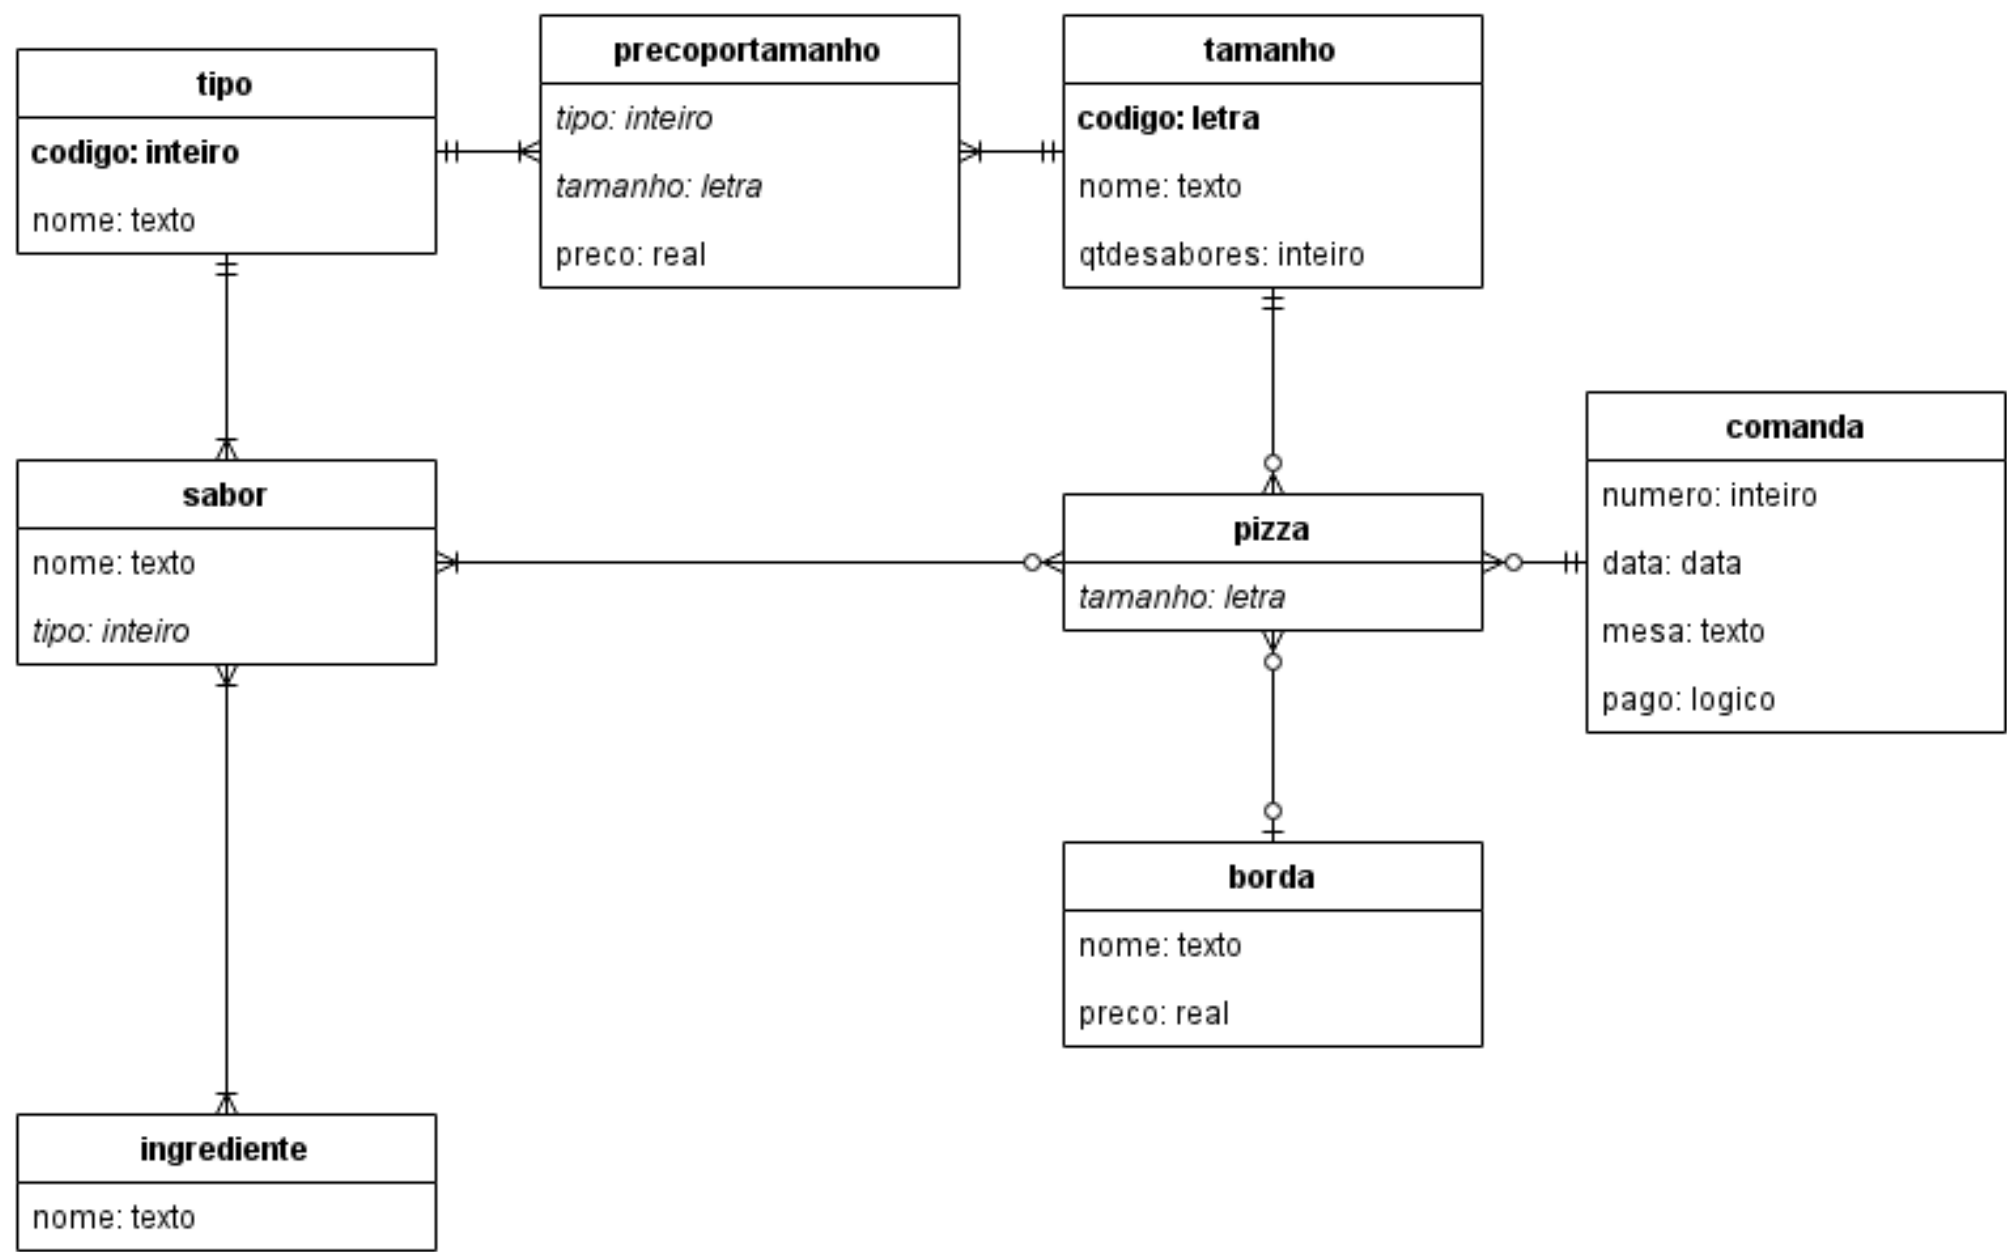 tipo
codigo: inteiro
nome: texto
precoportamanho
tipo: inteiro
tamanho: letra
preco: real
tamanho
codigo: letra
nome: texto
qtdesabores: inteiro
sabor
nome: texto
tipo: inteiro
pizza
tamanho: letra
comanda
numero: inteiro
data: data
mesa: texto
pago: logico
borda
nome: texto
preco: real
ingrediente
nome: texto